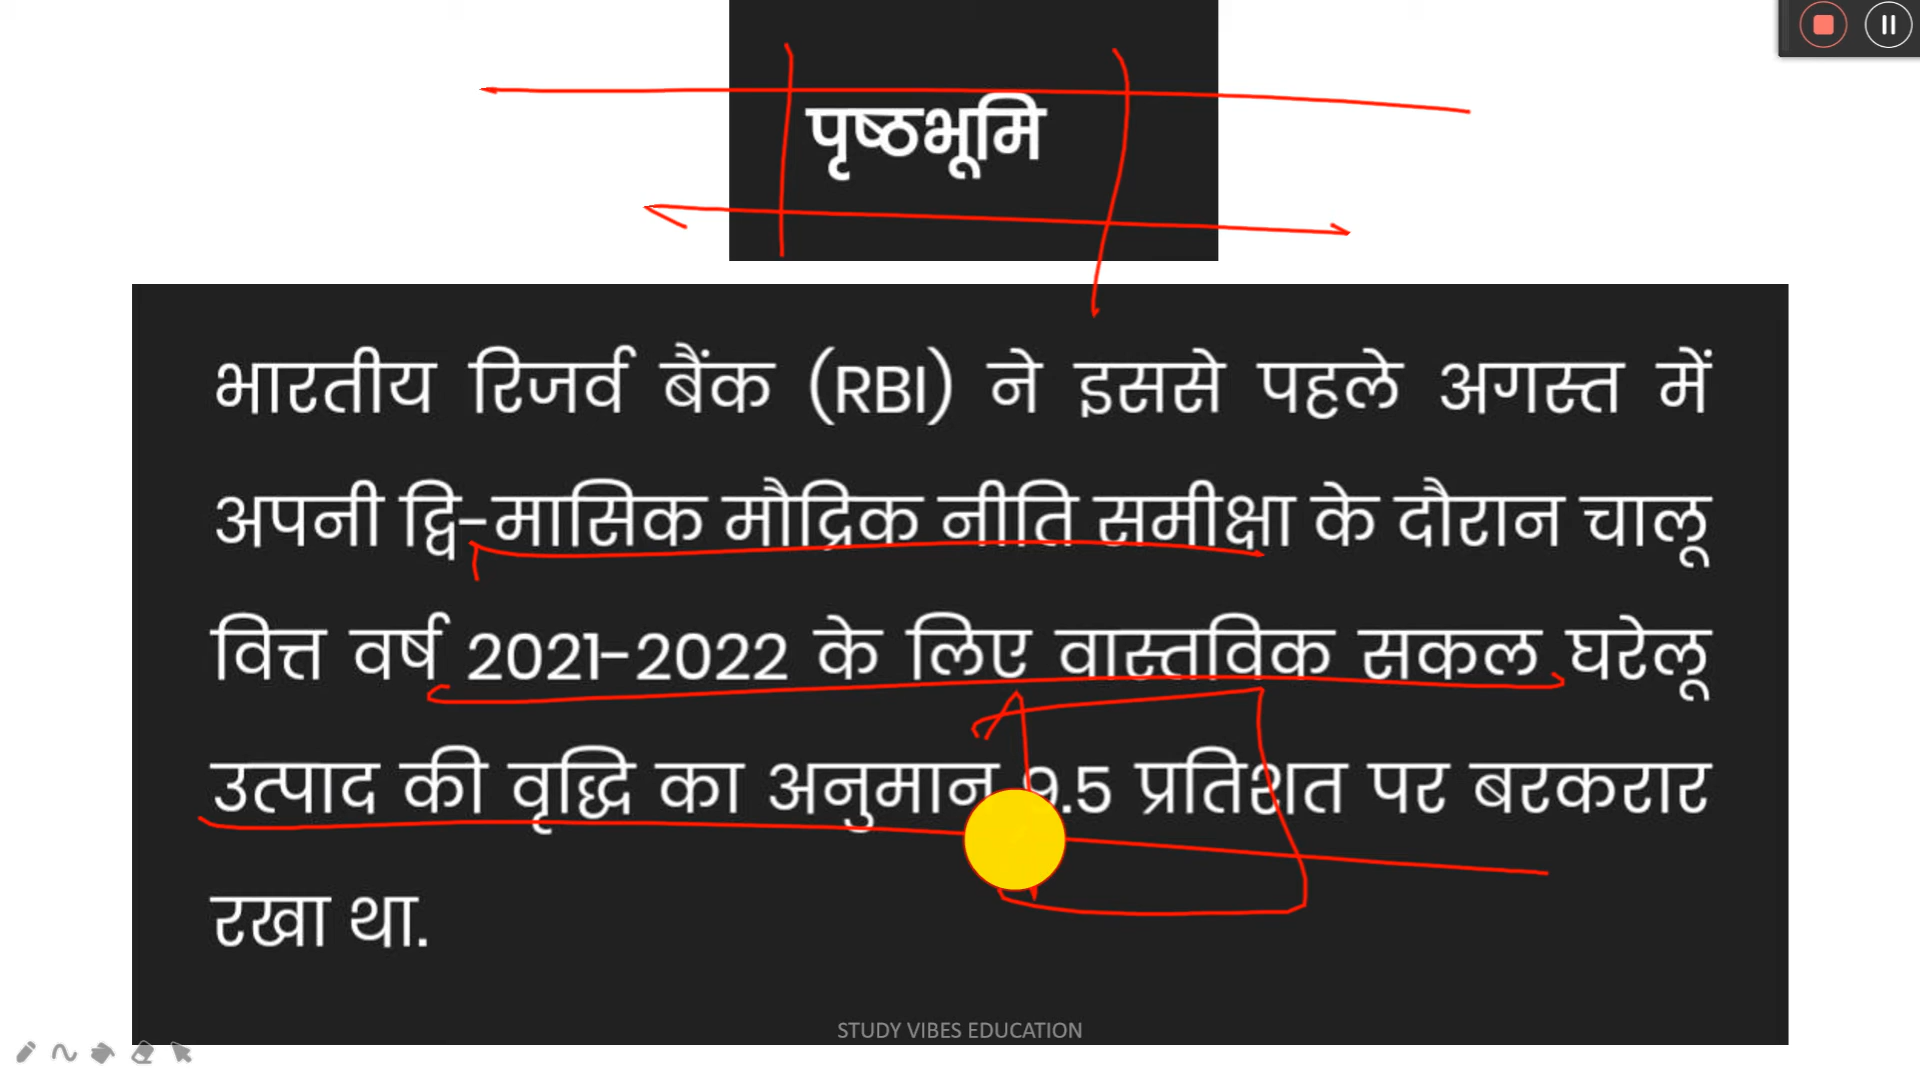 पृष्ठभूमि
भारतीय रिजर्व बैंक (RBI) ने इससे पहले अगस्त में
अपनी द्वि-मासिक मौद्रिक नीति समीक्षा के दौरान चालू
वित्त वर्ष 2021-2022 के लिए वास्तविक सकल घरेलू
उत्पाद की वृद्धि का अनुमान 9.5 प्रतिशत पर बरकरार
रखा था.
STUDY VIBES EDUCATION